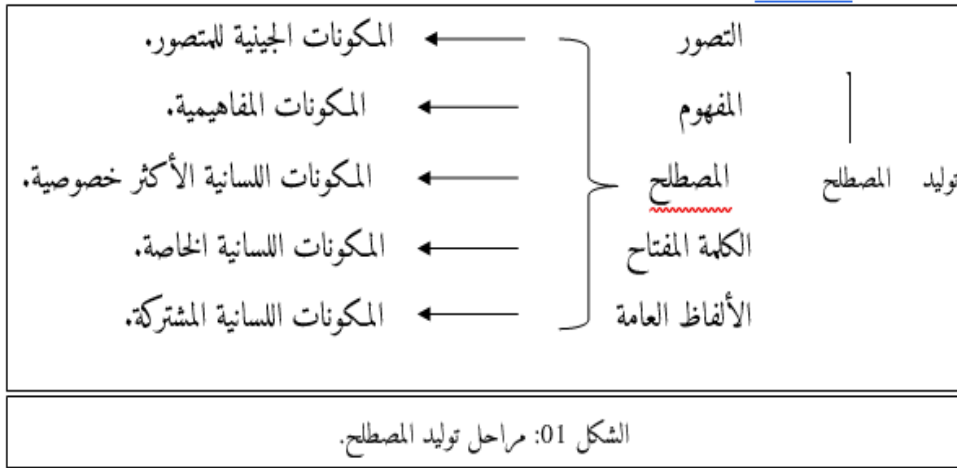 التصور ← المكونات الجينية للمتصور.
المفهوم ← المكونات المفاهيمية.
توليد المصطلح المصطلح ← المكونات اللسانية الأكثر خصوصية.
الكلمة المفتاح ← المكونات اللسانية الخاصة.
الألفاظ العامة ← المكونات اللسانية المشتركة.
الشكل 01: مراحل توليد المصطلح.